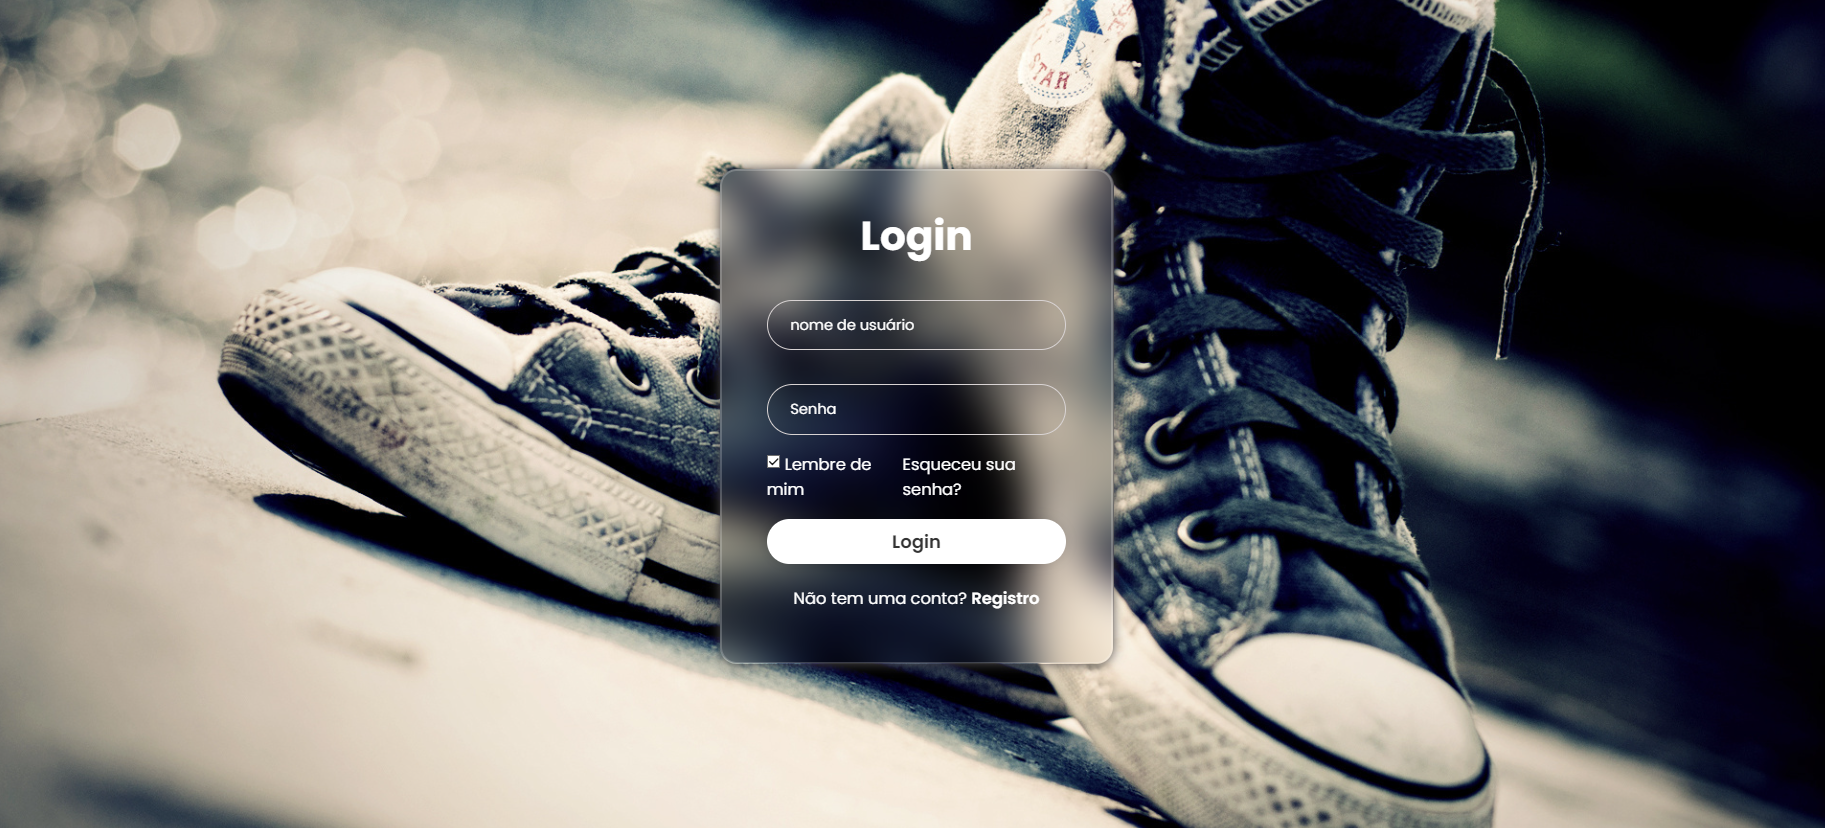 STAR
Login
nome de usuário
Senha
Lembre de
mim
Esqueceu sua
senha?
Login
Não tem uma conta? Registro